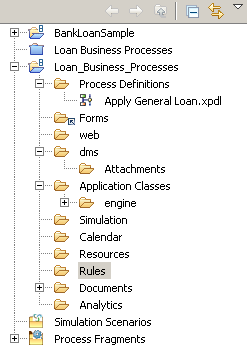 BankLoanSample
Loan Business Processes
Loan_Business_Processes
Process Definitions
Apply General Loan.xpdl
Forms
web
dms
Attachments
Application Classes
engine
Simulation
Calendar
Resources
Rules
Documents
Analytics
Simulation Scenarios
Process Fragments